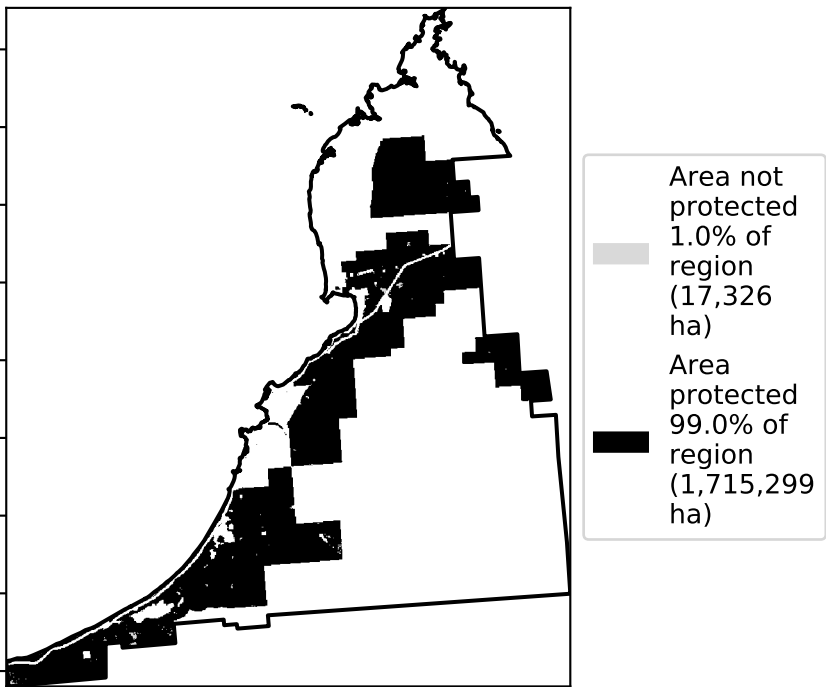 Area not
protected
1.0% of
region
(17,326
ha)
Area
protected
99.0% of
region
(1,715,299
ha)